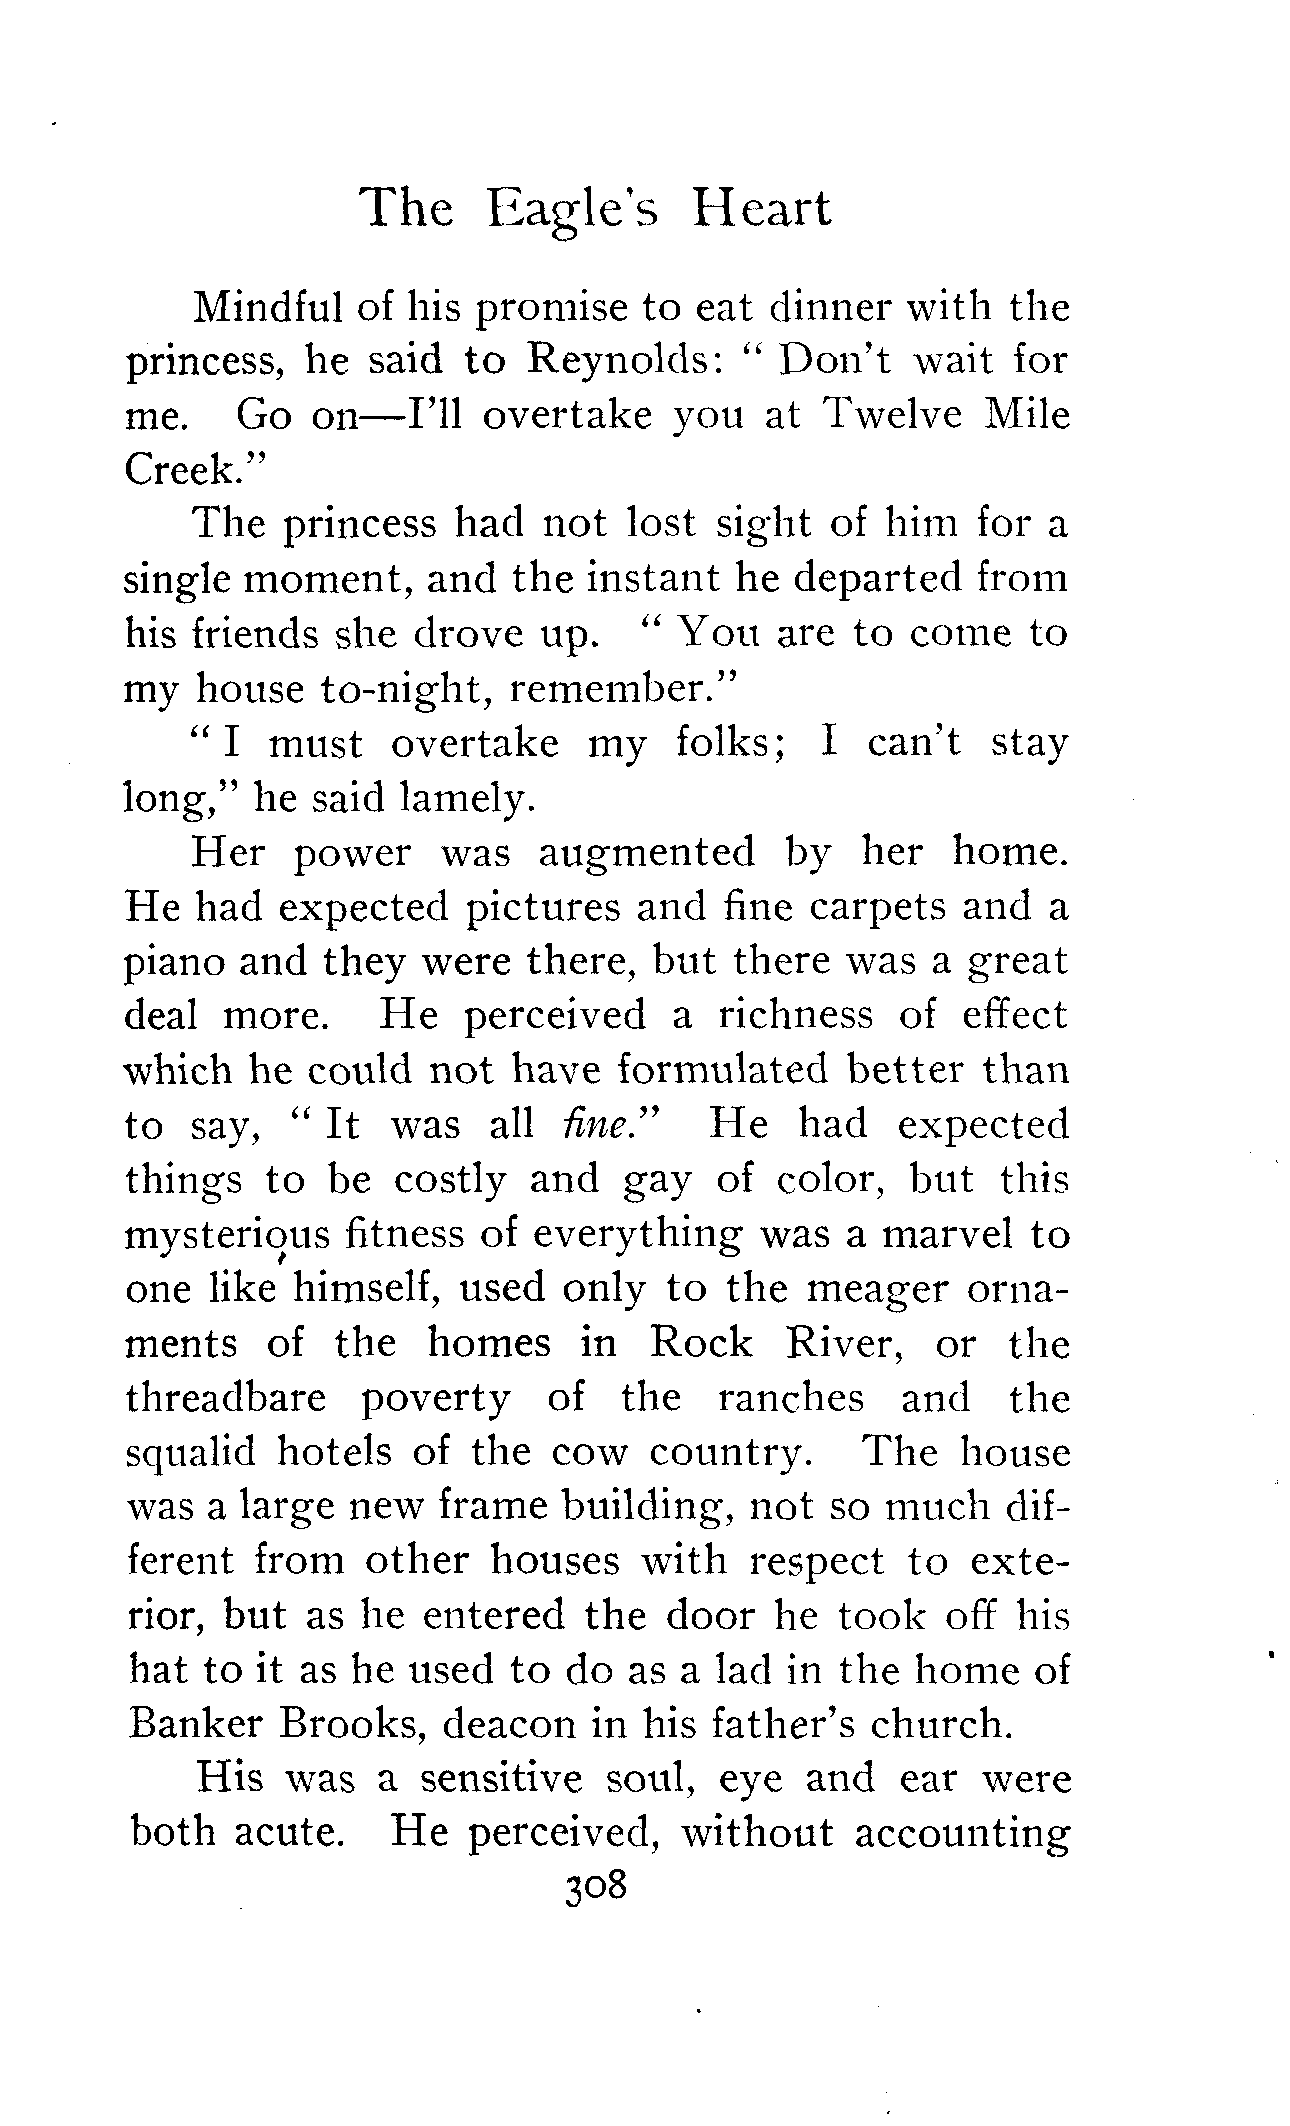 The Eagle's Heart
Mindful of his promise to eat dinner with the
princess, he said to Reynolds: " Don't wait for
me. Go on—I'll overtake you at Twelve Mile
Creek."
The princess had not lost sight of him for a
single moment, and the instant he departed from
his friends she drove up. " You are to come to
my house to-night, remember."
" I must overtake my folks; I can't stay
long," he said lamely.
Her power was augmented by her home.
He had expected pictures and fine carpets and a
piano and they were there, but there was a great
deal more. He perceived a richness of effect
which he could not have formulated better than
to say, " It was all fine." He had expected
things to be costly and gay of color, but this
mysterious fitness of everything was a marvel to
one like himself, used only to the meager orna-
ments of the homes in Rock River, or the
threadbare poverty of the ranches and the
squalid hotels of the cow country. The house
was a large new frame building, not so much dif-
ferent from other houses with respect to exte-
rior, but as he entered the door he took off his
hat to it as he used to do as a lad in the home of
Banker Brooks, deacon in his father's church.
His was a sensitive soul, eye and ear were
both acute. He perceived, without accounting
308